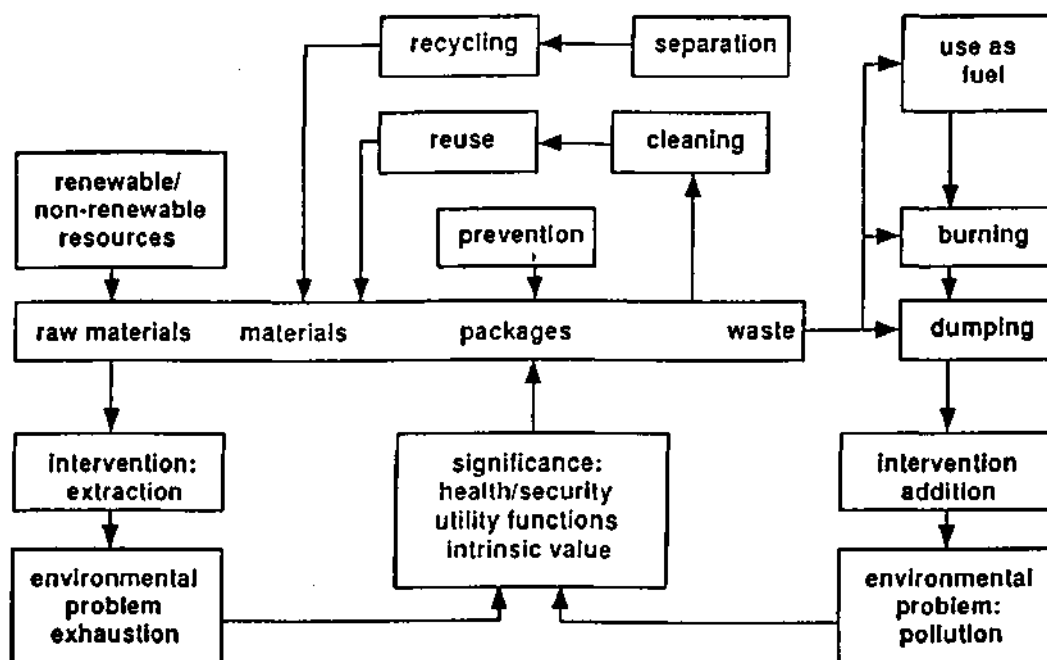 recycling
separation
use as
fuel
reuse
cleaning
renewable/
non-renewable
resources
prevention
burning
raw materials materials packages waste
dumping
intervention:
extraction
significance:
health/security
utility functions
intrinsic value
intervention
addition
environmental
problem
exhaustion
environmental
problem:
pollution